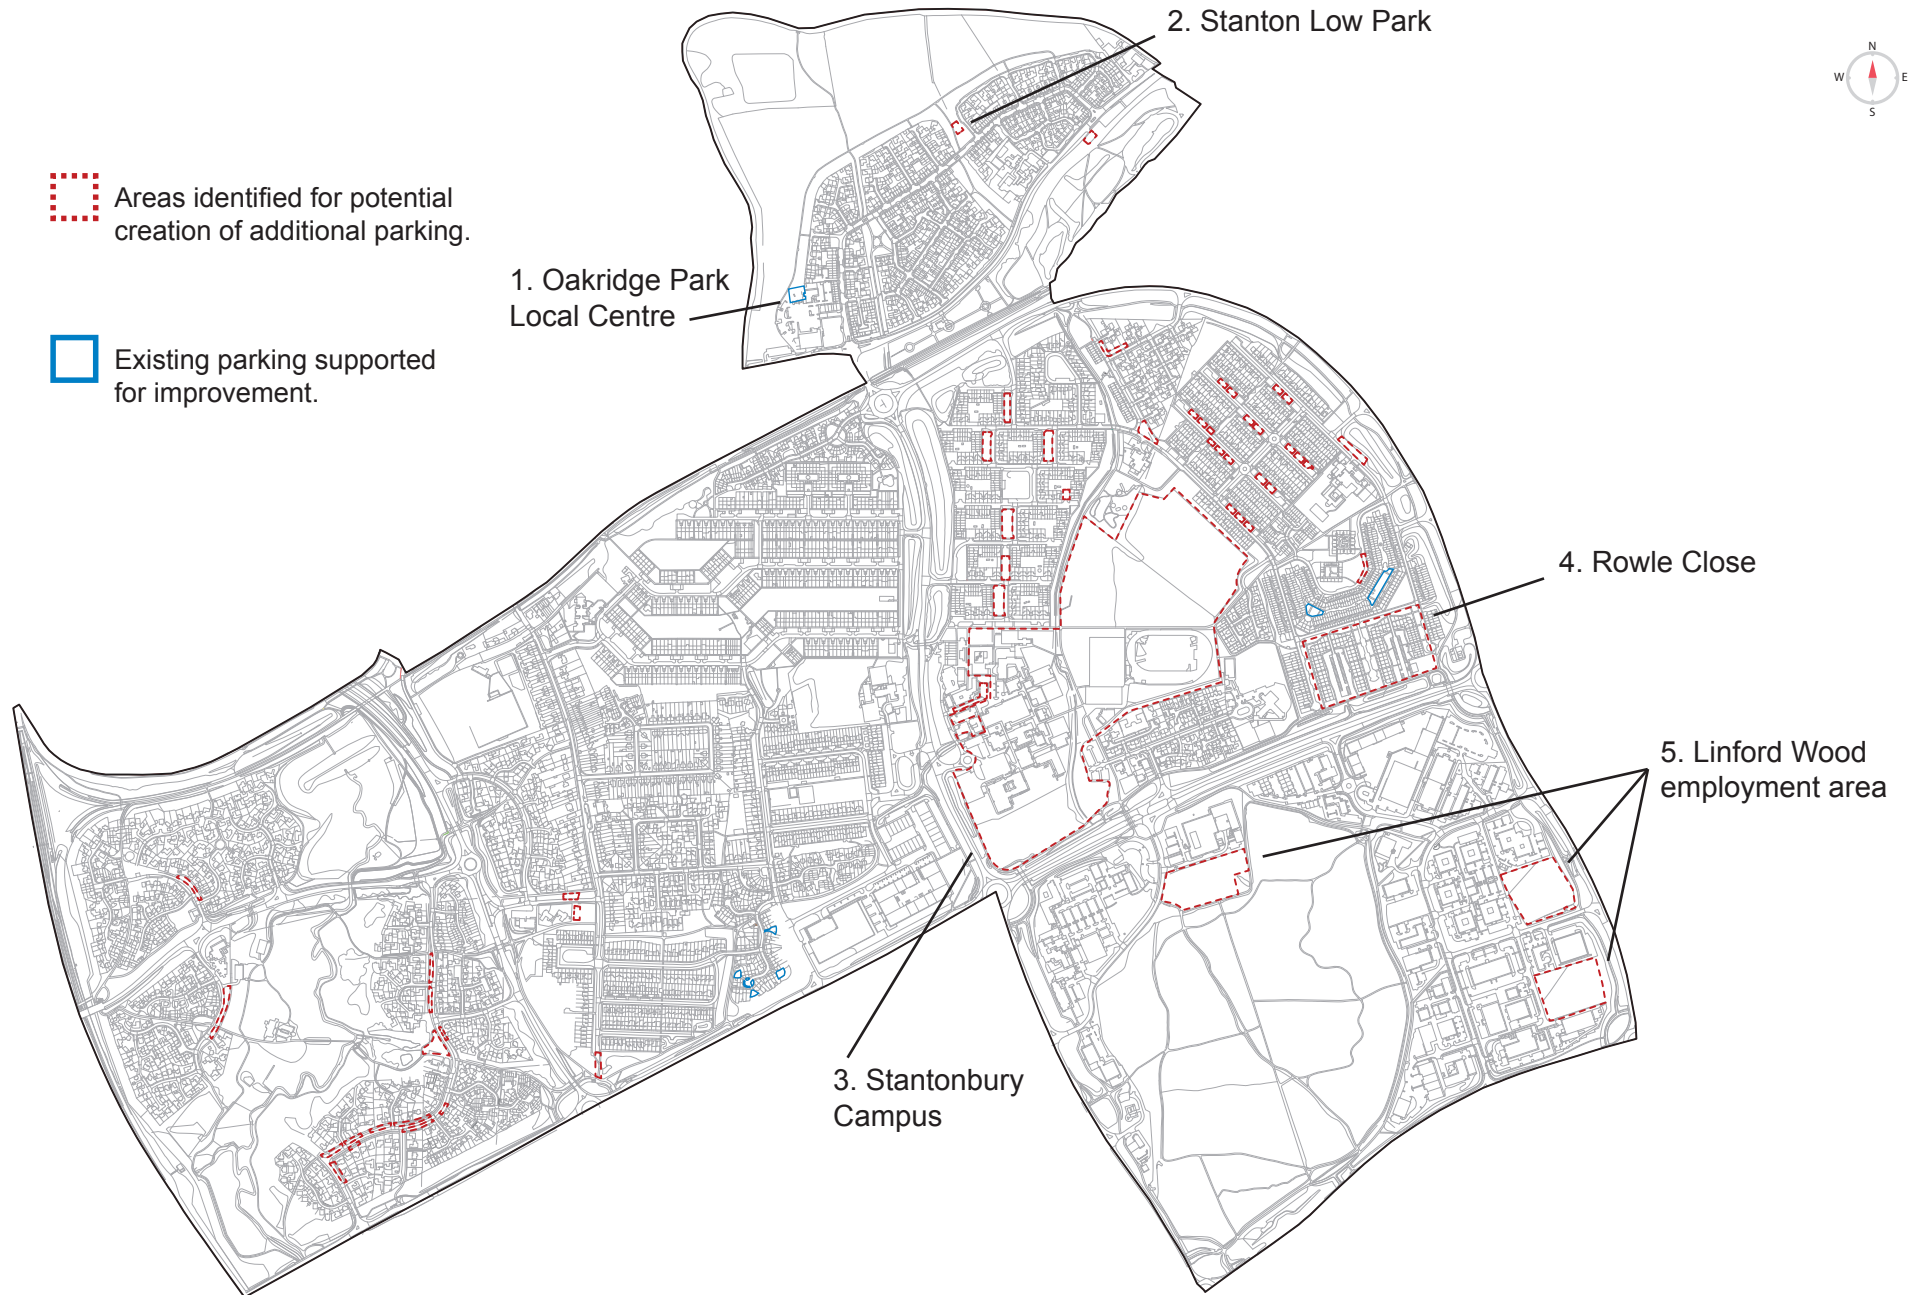 2. Stanton Low Park
N
W
E
S
Areas identified for potential
creation of additional parking.
1. Oakridge Park
Local Centre
Existing parking supported
for improvement.
4. Rowle Close
5. Linford Wood
employment area
3. Stantonbury
Campus